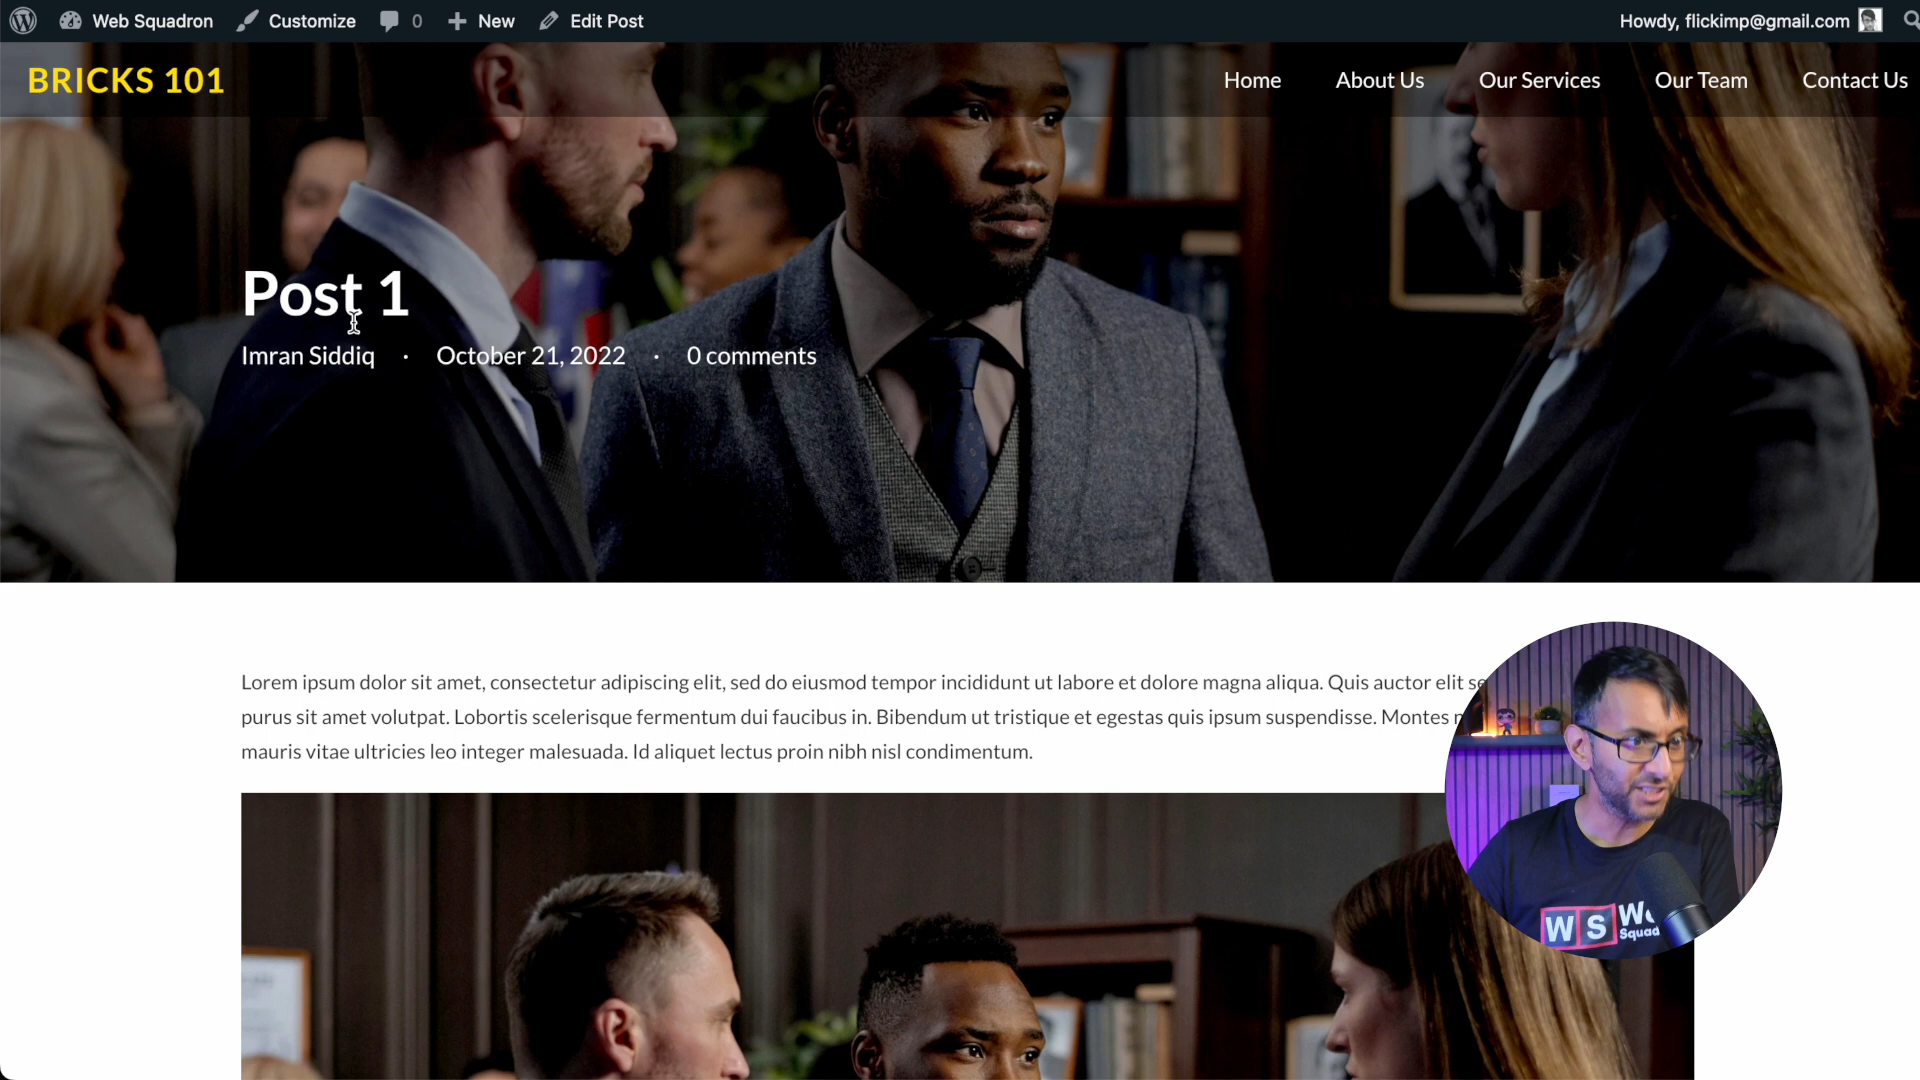 Web Squadron Customize 0 New Edit Post Howdy, flickimp@gmail.com
BRICKS 101 Home About Us Our Services Our Team Contact Us
Post 1
Imran Siddiq · October 21, 2022 · 0 comments
Lorem ipsum dolor sit amet, consectetur adipiscing elit, sed do eiusmod tempor incididunt ut labore et dolore magna aliqua. Quis auctor elit
purus sit amet volutpat. Lobortis scelerisque fermentum dui faucibus in. Bibendum ut tristique et egestas quis ipsum suspendisse. Montes
mauris vitae ultricies leo integer malesuada. Id aliquet lectus proin nibh nisl condimentum.
W S